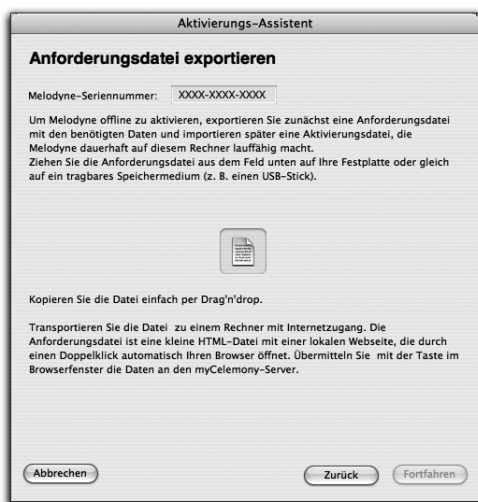 Aktivierungs-Assistent
Anforderungsdatei exportieren
Melodyne-Seriennummer: XXXX-XXXX-XXXX
Um Melodyne offline zu aktivieren, exportieren Sie zunächst eine Anforderungsdatei
mit den benötigten Daten und importieren später eine Aktivierungsdatei, die
Melodyne dauerhaft auf diesem Rechner lauffähig macht.
Ziehen Sie die Anforderungsdatei aus dem Feld unten auf Ihre Festplatte oder gleich
auf ein tragbares Speichermedium (z. B. einen USB-Stick).
Kopieren Sie die Datei einfach per Drag'n'drop.
Transportieren Sie die Datei zu einem Rechner mit Internetzugang. Die
Anforderungsdatei ist eine kleine HTML-Datei mit einer lokalen Webseite, die durch
einen Doppelklick automatisch Ihren Browser öffnet. Übermitteln Sie mit der Taste im
Browserfenster die Daten an den myCelemony-Server.
Abbrechen Zurück Fortfahren